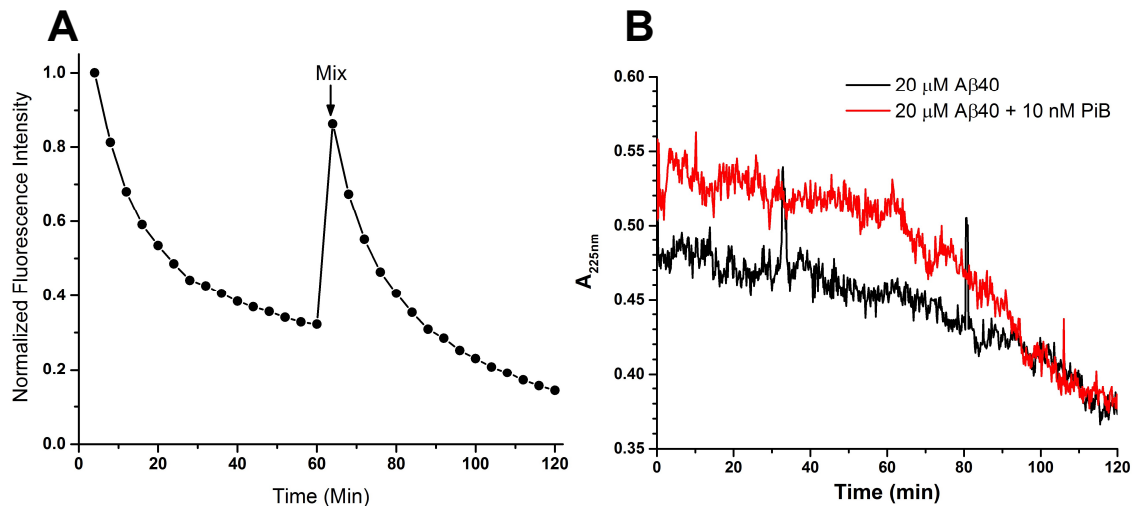 A
Normalized Fluorescence Intensity
1.0
0.8
0.6
0.4
0.2
0.0
Mix
0
20
40
60
80
100
120
Time (Min)
B
A225nm
0.60
0.55
0.50
0.45
0.40
0.35
20 μM Aβ40
20 μM Aβ40 + 10 nM PiB
0
20
40
60
80
100
120
Time (min)